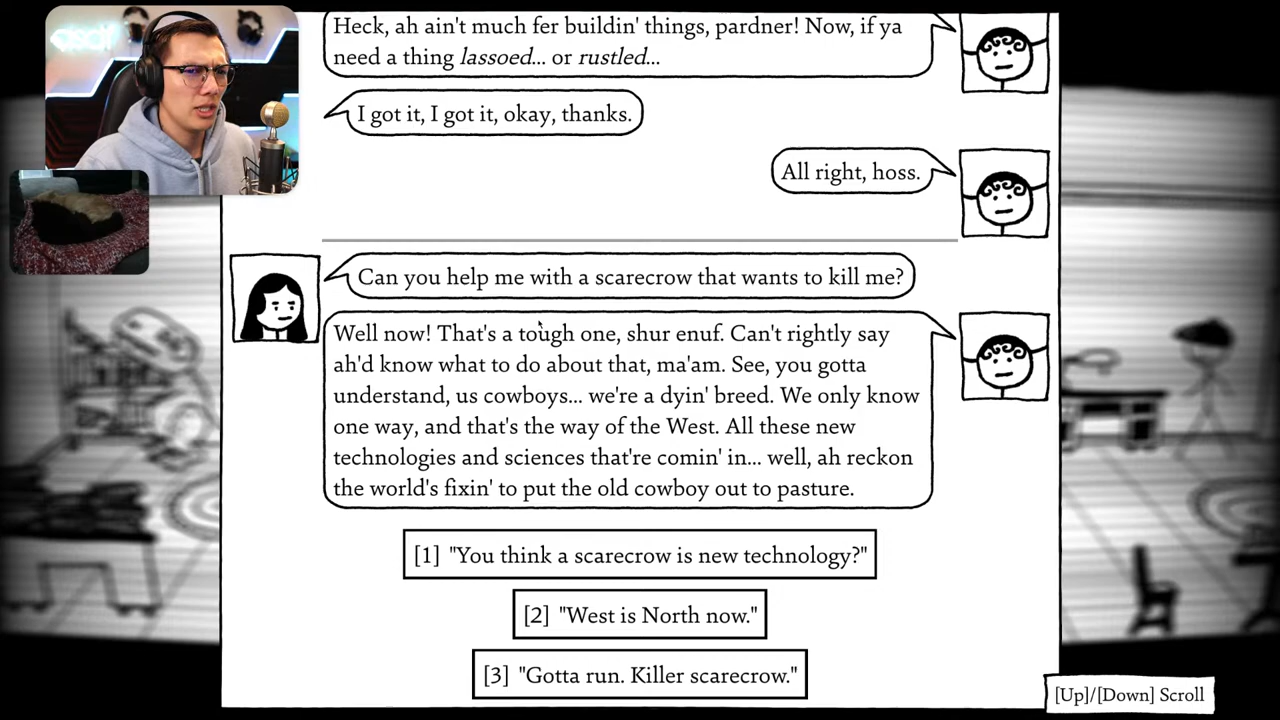 Heck, ah ain't much fer buildin' things, pardner! Now, if ya
need a thing lassoed... or rustled...
I got it, I got it, okay, thanks.
All right, hoss.
Can you help me with a scarecrow that wants to kill me?
Well now! That's a tough one, shur enuf. Can't rightly say
ah'd know what to do about that, ma'am. See, you gotta
understand, us cowboys... we're a dyin' breed. We only know
one way, and that's the way of the West. All these new
technologies and sciences that're comin' in... well, ah reckon
the world's fixin' to put the old cowboy out to pasture.
[1] "You think a scarecrow is new technology?"
[2] "West is North now."
[3] "Gotta run. Killer scarecrow."
[Up]/[Down] Scroll